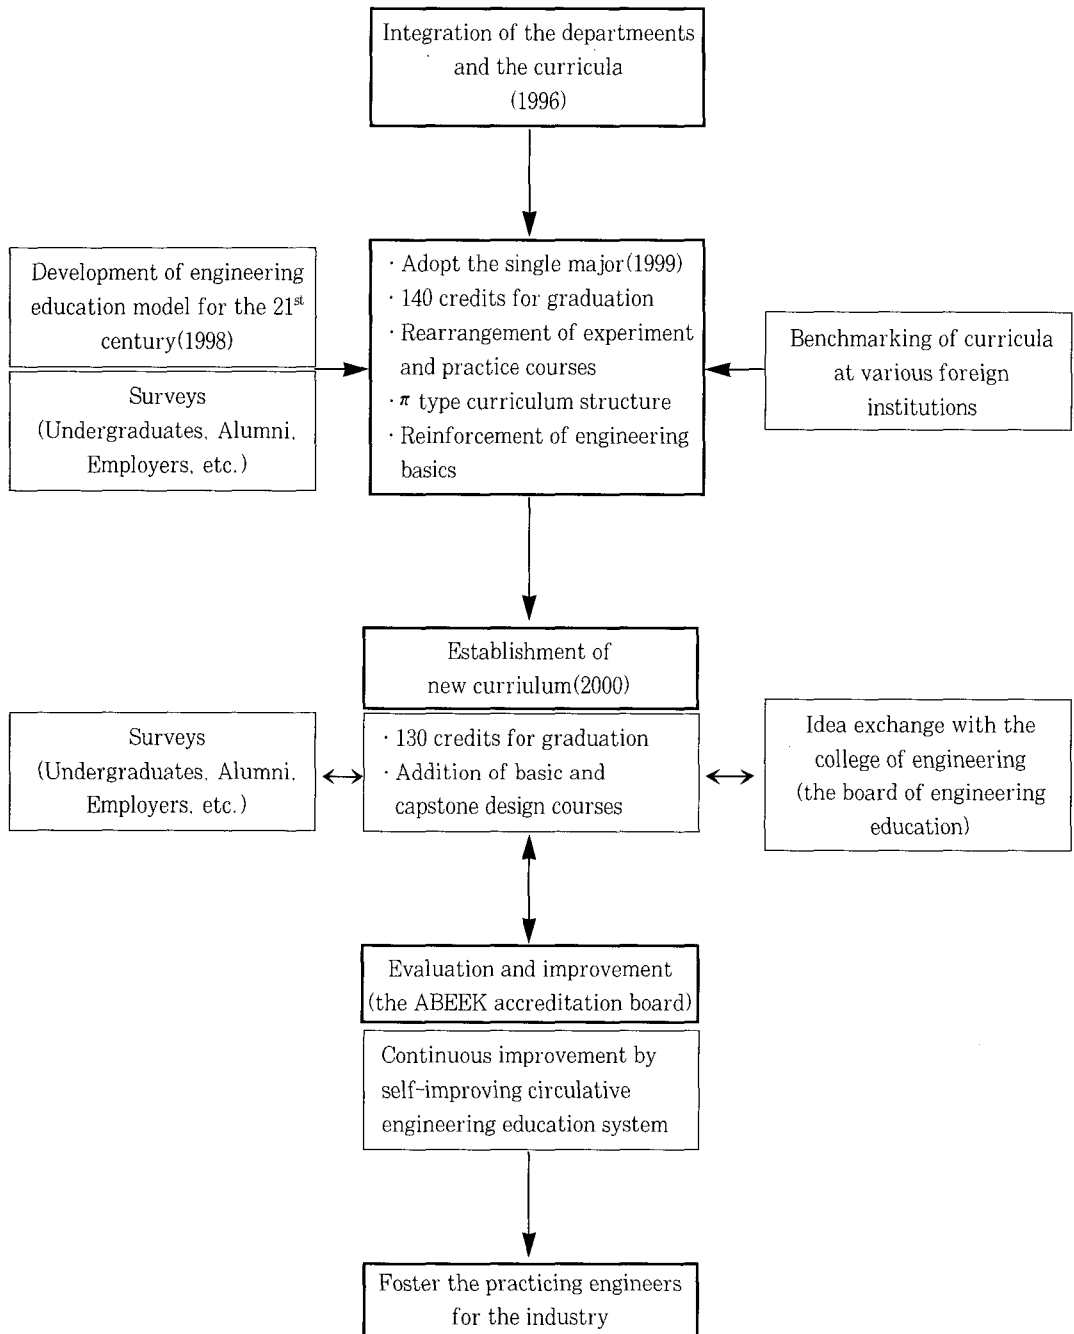 Integration of the departmeents
and the curricula
(1996)
Development of engineering
education model for the 21st
century(1998)
Surveys
(Undergraduates, Alumni,
Employers, etc.)
· Adopt the single major(1999)
· 140 credits for graduation
· Rearrangement of experiment
and practice courses
· π type curriculum structure
· Reinforcement of engineering
basics
Benchmarking of curricula
at various foreign
institutions
Establishment of
new curriulum(2000)
Surveys
(Undergraduates, Alumni,
Employers, etc.)
· 130 credits for graduation
· Addition of basic and
capstone design courses
Idea exchange with the
college of engineering
(the board of engineering
education)
Evaluation and improvement
(the ABEEK accreditation board)
Continuous improvement by
self-improving circulative
engineering education system
Foster the practicing engineers
for the industry